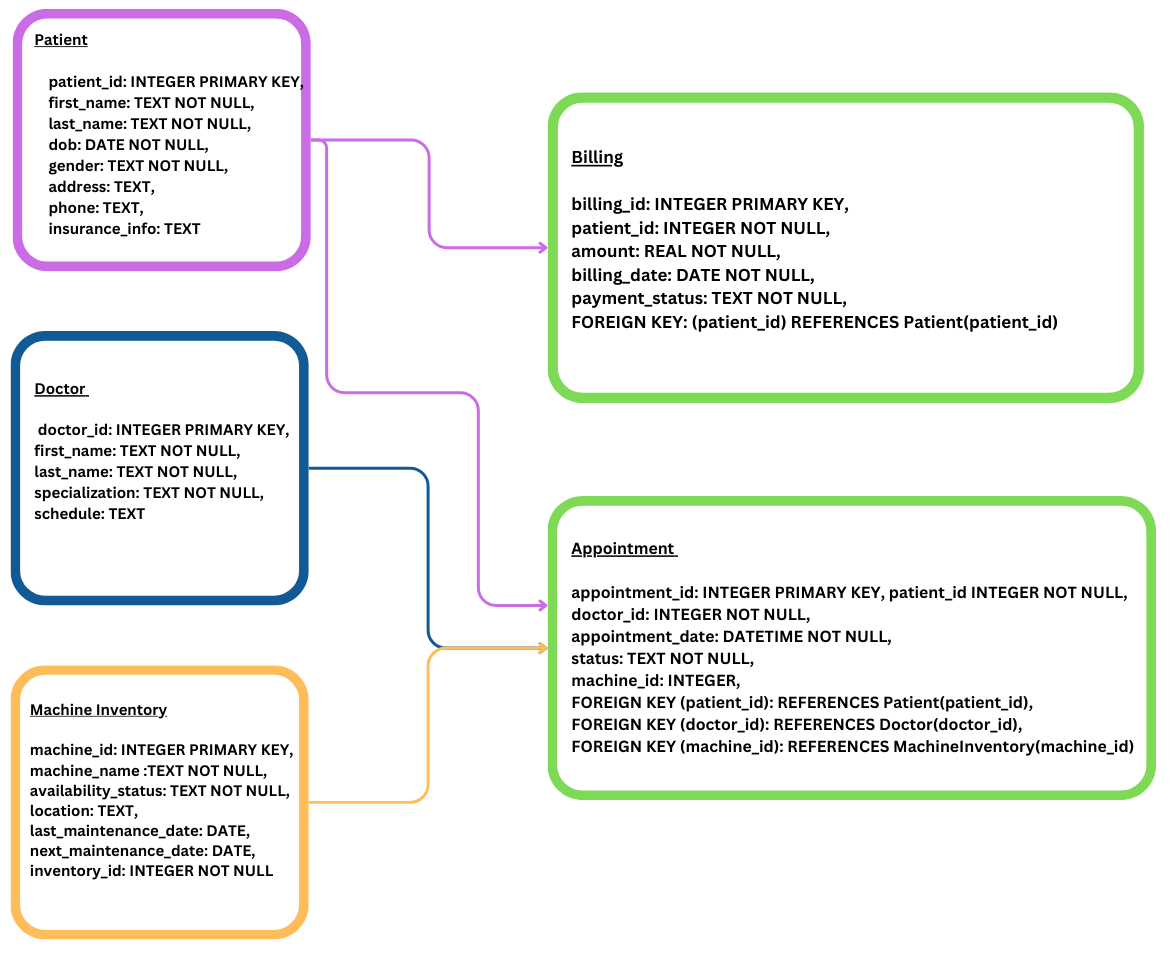 Patient
patient_id: INTEGER PRIMARY KEY,
first_name: TEXT NOT NULL,
last_name: TEXT NOT NULL,
dob: DATE NOT NULL,
gender: TEXT NOT NULL,
address: TEXT,
phone: TEXT,
insurance_info: TEXT
Billing
billing_id: INTEGER PRIMARY KEY,
patient_id: INTEGER NOT NULL,
amount: REAL NOT NULL,
billing_date: DATE NOT NULL,
payment_status: TEXT NOT NULL,
FOREIGN KEY: (patient_id) REFERENCES Patient(patient_id)
Doctor
doctor_id: INTEGER PRIMARY KEY,
first_name: TEXT NOT NULL,
last_name: TEXT NOT NULL,
specialization: TEXT NOT NULL,
schedule: TEXT
Appointment
appointment_id: INTEGER PRIMARY KEY, patient_id INTEGER NOT NULL,
doctor_id: INTEGER NOT NULL,
appointment_date: DATETIME NOT NULL,
status: TEXT NOT NULL,
machine_id: INTEGER,
FOREIGN KEY (patient_id): REFERENCES Patient(patient_id),
FOREIGN KEY (doctor_id): REFERENCES Doctor(doctor_id),
FOREIGN KEY (machine_id): REFERENCES MachineInventory(machine_id)
Machine Inventory
machine_id: INTEGER PRIMARY KEY,
machine_name :TEXT NOT NULL,
availability_status: TEXT NOT NULL,
location: TEXT,
last_maintenance_date: DATE,
next_maintenance_date: DATE,
inventory_id: INTEGER NOT NULL